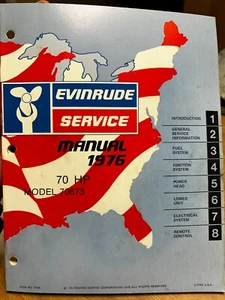 EVINRUDE
SERVICE
MANUAL
1976
70 HP
MODEL 70673
INTRODUCTION 1
GENERAL SERVICE INFORMATION 2
FUEL SYSTEM 3
IGNITION SYSTEM 4
POWER HEAD 5
LOWER UNIT 6
ELECTRICAL SYSTEM 7
REMOTE CONTROL 8